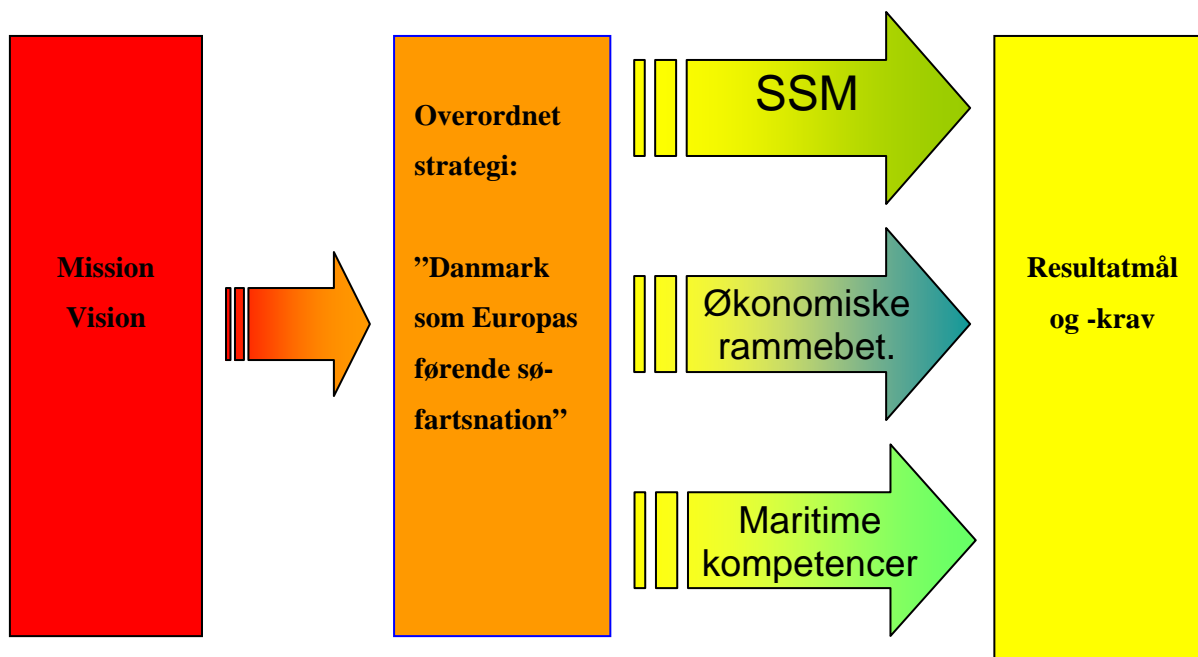 Mission
Vision
Overordnet
strategi:
”Danmark
som Europas
førende sø-
fartsnation”
SSM
Økonomiske
rammebet.
Maritime
kompetencer
Resultatmål
og -krav